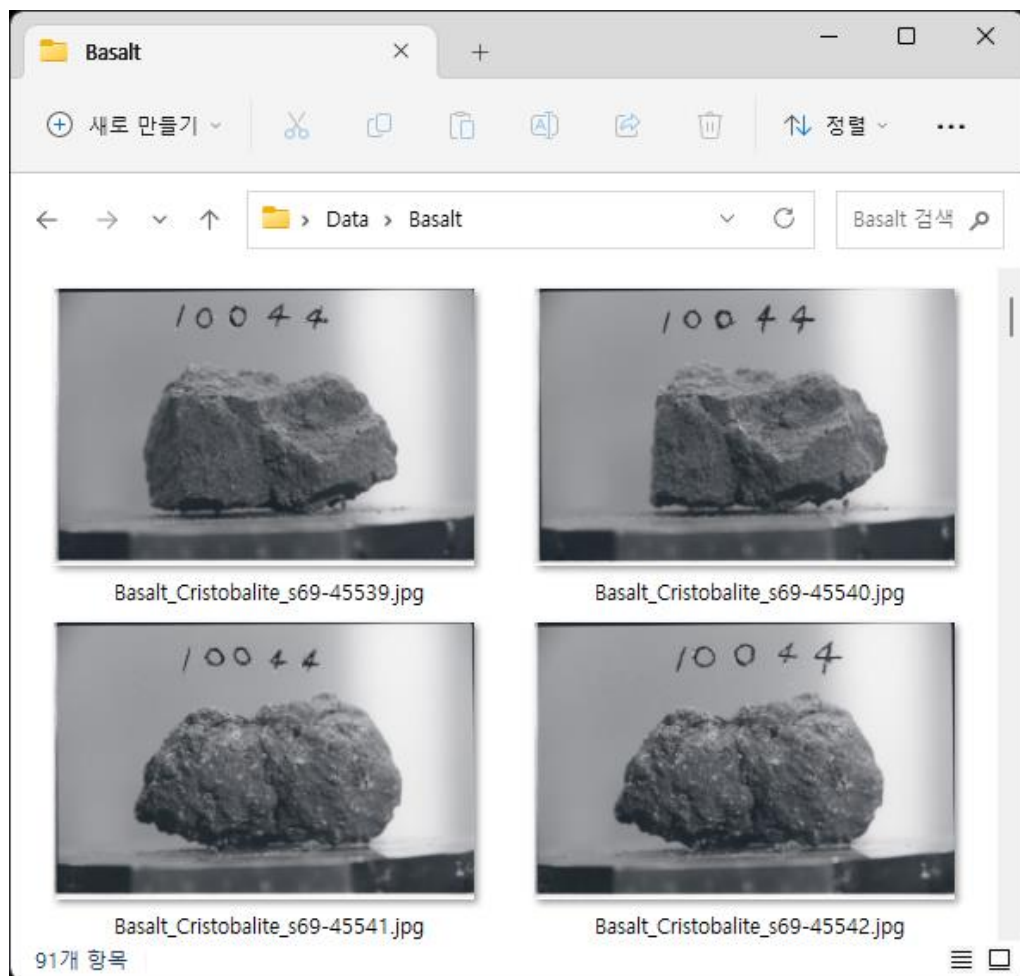 Basalt
새로 만들기
정렬
Data > Basalt
Basalt 검색
10044
10044
Basalt_Cristobalite_s69-45539.jpg
Basalt_Cristobalite_s69-45540.jpg
10044
10044
Basalt_Cristobalite_s69-45541.jpg
Basalt_Cristobalite_s69-45542.jpg
91개 항목